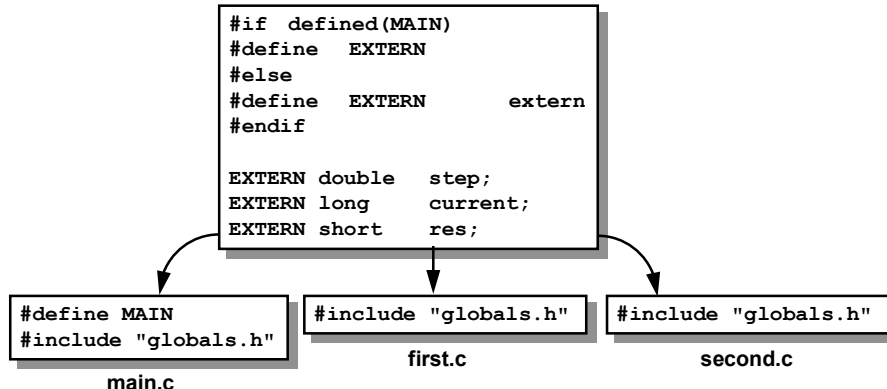 #if defined(MAIN)
#define EXTERN
#else
#define EXTERN extern
#endif
EXTERN double step;
EXTERN long current;
EXTERN short res;
#define MAIN
#include "globals.h"
main.c
#include "globals.h"
first.c
#include "globals.h"
second.c